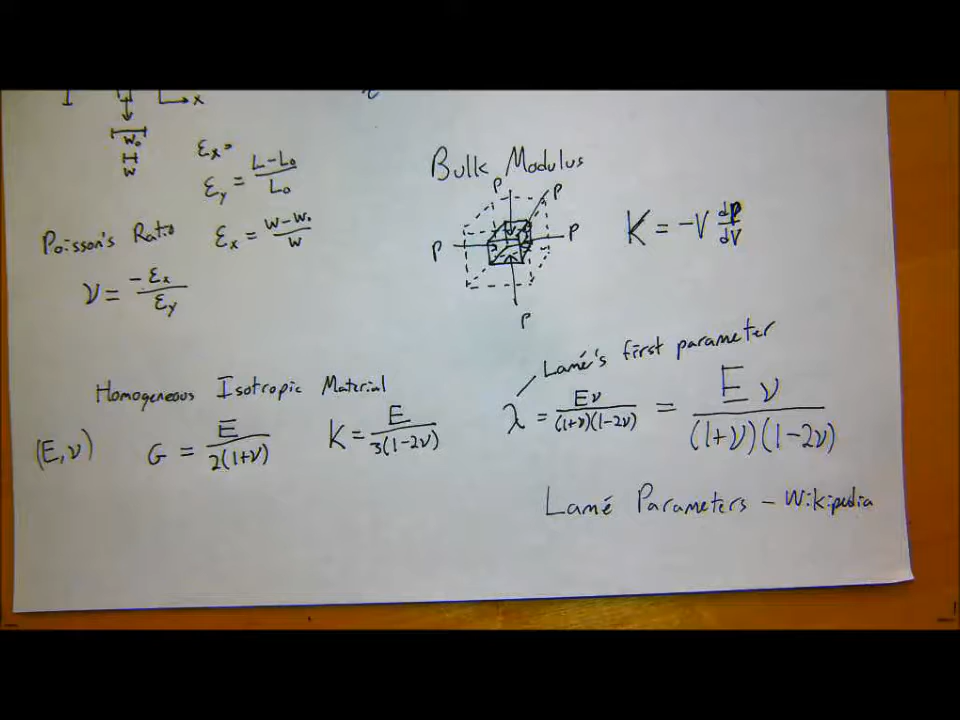 x
W₀
W
εx=
εy = L-L₀/L₀
Poisson's Ratio
εx = W-W₀/W
ν = -εx/εy
Bulk Modulus
P P
P P
P
K = -V dP/dV
Homogeneous Isotropic Material
(E,ν) G = E/2(1+ν) K = E/3(1-2ν)
Lamé's first parameter
λ = Eν/(1+ν)(1-2ν) = Eν/(1+ν)(1-2ν)
Lamé Parameters - Wikipedia